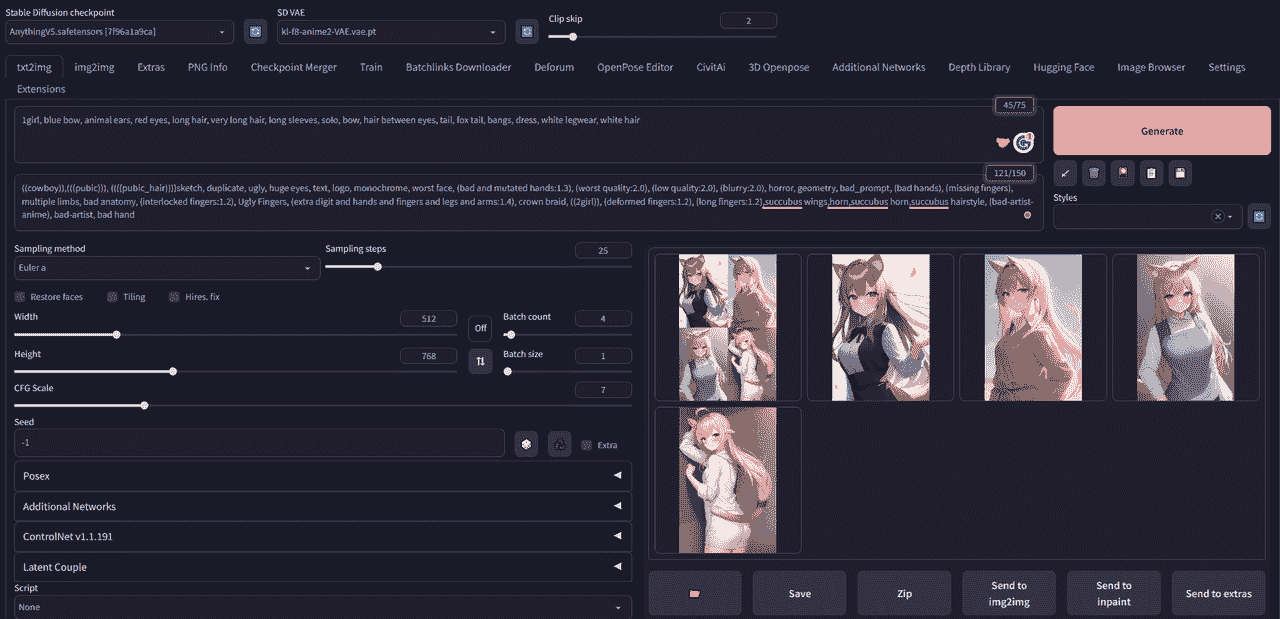 Stable Diffusion checkpoint
AnythingV5.safetensors [7f96a1a9ca]
SD VAE
kl-f8-anime2-VAE.vae.pt
Clip skip
2
txt2img img2img Extras PNG Info Checkpoint Merger Train Batchlinks Downloader Deforum OpenPose Editor CivitAi 3D Openpose Additional Networks Depth Library Hugging Face Image Browser Settings
Extensions
45/75
1girl, blue bow, animal ears, red eyes, long hair, very long hair, long sleeves, solo, bow, hair between eyes, tail, fox tail, bangs, dress, white legwear, white hair
Generate
121/150
((cowboy)),(((pubic))), ((((pubic_hair))))sketch, duplicate, ugly, huge eyes, text, logo, monochrome, worst face, (bad and mutated hands:1.3), (worst quality:2.0), (low quality:2.0), (blurry:2.0), horror, geometry, bad_prompt, (bad hands), (missing fingers),
multiple limbs, bad anatomy, (interlocked fingers:1.2), Ugly Fingers, (extra digit and hands and fingers and legs and arms:1.4), crown braid, ((2girl)), (deformed fingers:1.2), (long fingers:1.2),succubus wings,horn,succubus horn,succubus hairstyle, (bad-artist-
anime), bad-artist, bad hand
Styles
Sampling method
Euler a
Sampling steps
25
Restore faces Tiling Hires. fix
Width
512
Off
Batch count
4
Height
768
Batch size
1
CFG Scale
7
Seed
-1
Extra
Posex
Additional Networks
ControlNet v1.1.191
Latent Couple
Script
None
Save
Zip
Send to
img2img
Send to
inpaint
Send to extras